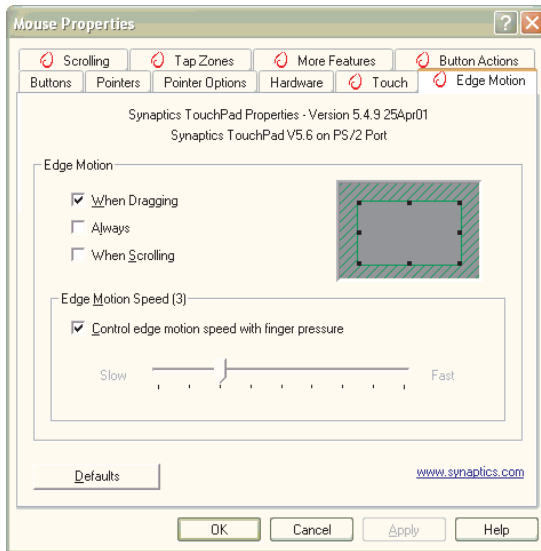 Mouse Properties
Scrolling Tap Zones More Features Button Actions
Buttons Pointers Pointer Options Hardware Touch Edge Motion
Synaptics TouchPad Properties - Version 5.4.9 25Apr01
Synaptics TouchPad V5.6 on PS/2 Port
Edge Motion
When Dragging
Always
When Scrolling
Edge Motion Speed (3)
Control edge motion speed with finger pressure
Slow Fast
Defaults www.synaptics.com
OK Cancel Apply Help